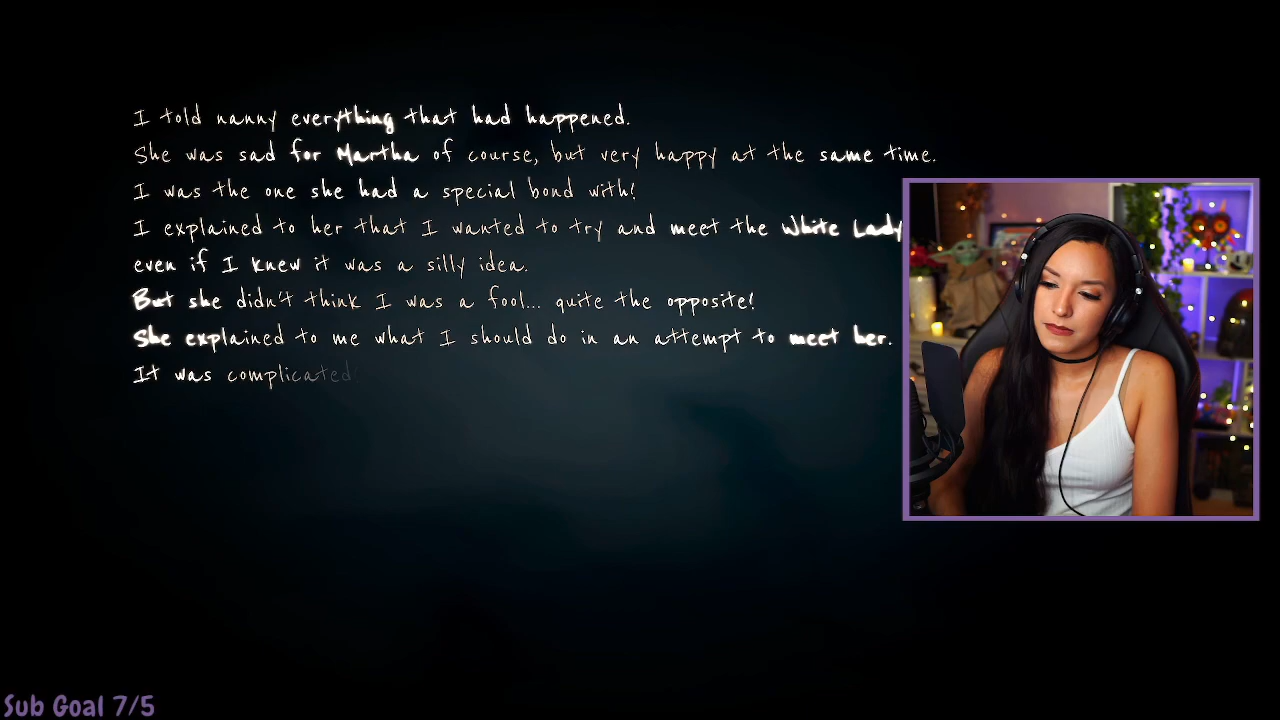 I told nanny everything that had happened.
She was sad for Martha of course, but very happy at the same time.
I was the one she had a special bond with!
I explained to her that I wanted to try and meet the White Lady
even if I knew it was a silly idea.
But she didn't think I was a fool... quite the opposite!
She explained to me what I should do in an attempt to meet her.
It was complicated
Sub Goal 7/5